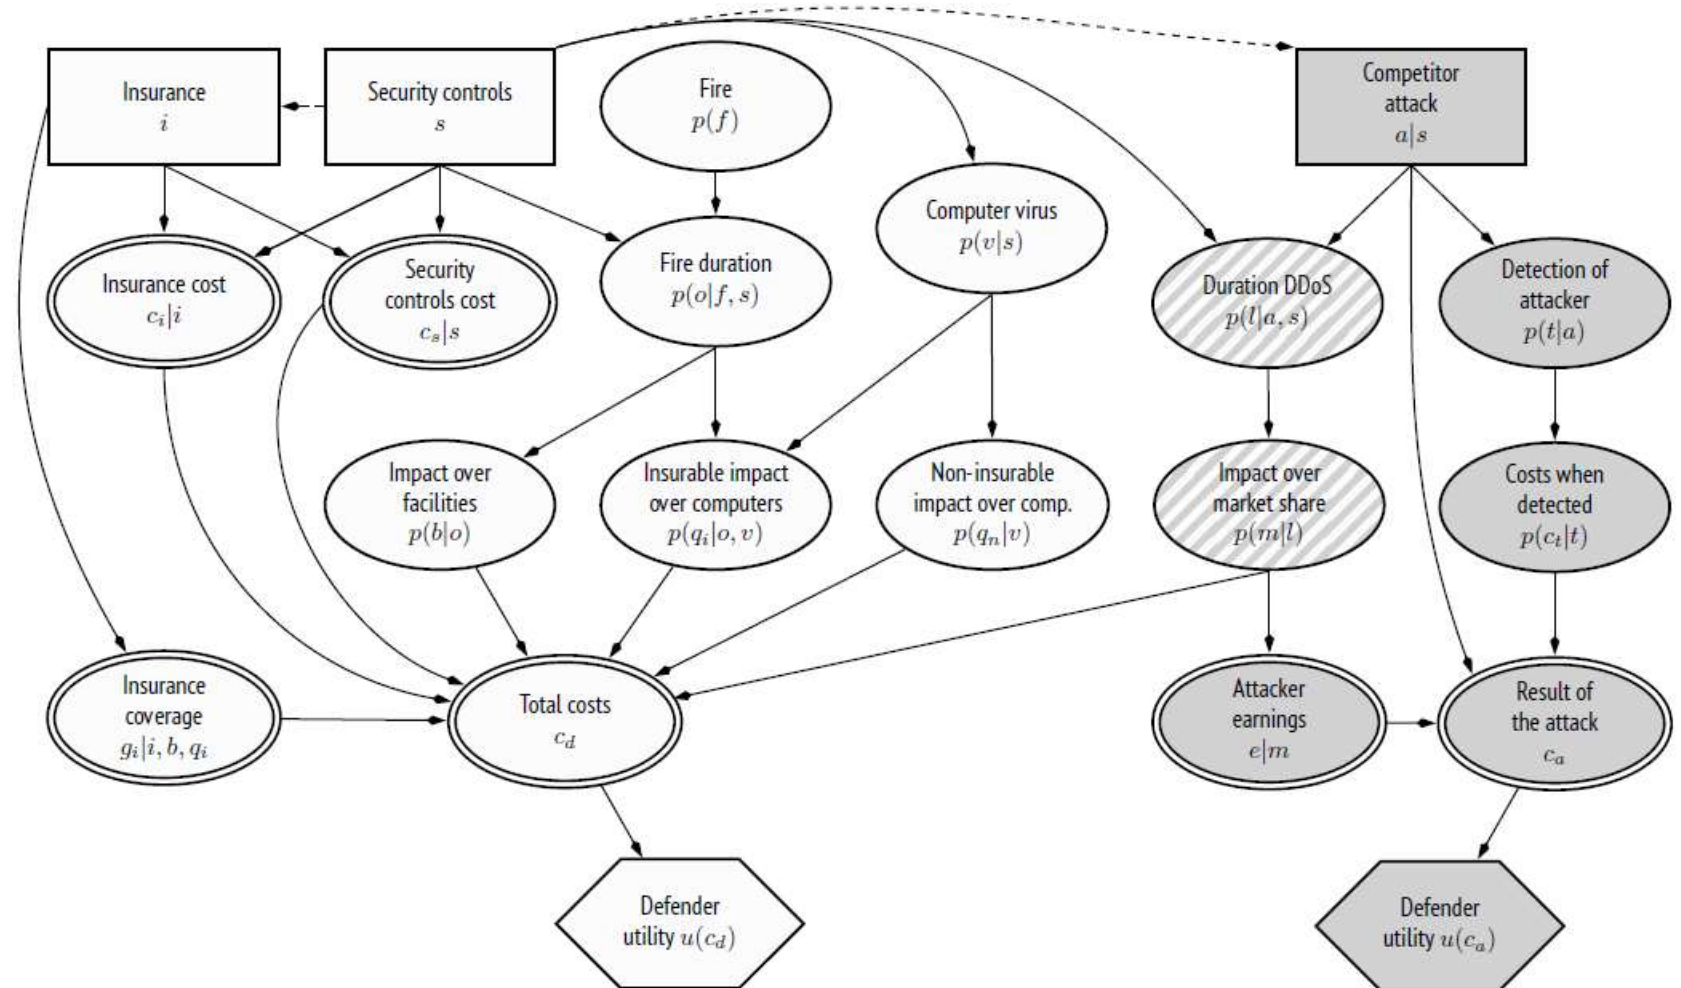 Insurance
i
Security controls
s
Fire
p(f)
Competitor
attack
a|s
Computer virus
p(v|s)
Insurance cost
c_i|i
Security
controls cost
c_s|s
Fire duration
p(o|f, s)
Duration DDoS
p(l|a, s)
Detection of
attacker
p(t|a)
Impact over
facilities
p(b|o)
Insurable impact
over computers
p(q_i|o, v)
Non-insurable
impact over comp.
p(q_n|v)
Impact over
market share
p(m|l)
Costs when
detected
p(c_t|t)
Insurance
coverage
g_i|i, b, q_i
Total costs
c_d
Attacker
earnings
e|m
Result of
the attack
c_a
Defender
utility u(c_d)
Defender
utility u(c_a)